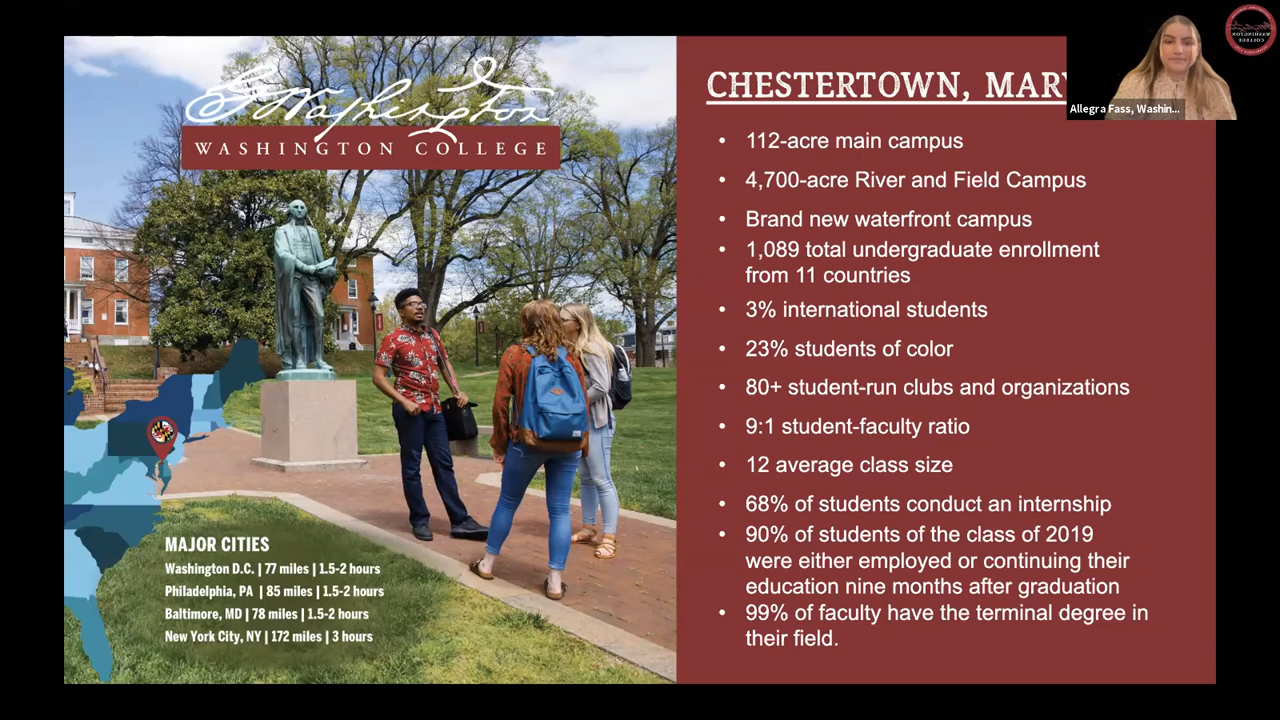 Washington
WASHINGTON COLLEGE
MAJOR CITIES
Washington D.C. | 77 miles | 1.5-2 hours
Philadelphia, PA | 85 miles | 1.5-2 hours
Baltimore, MD | 78 miles | 1.5-2 hours
New York City, NY | 172 miles | 3 hours
CHESTERTOWN, MARY
• 112-acre main campus
• 4,700-acre River and Field Campus
• Brand new waterfront campus
• 1,089 total undergraduate enrollment
from 11 countries
• 3% international students
• 23% students of color
• 80+ student-run clubs and organizations
• 9:1 student-faculty ratio
• 12 average class size
• 68% of students conduct an internship
• 90% of students of the class of 2019
were either employed or continuing their
education nine months after graduation
• 99% of faculty have the terminal degree in
their field.
Allegra Fass, Washin...
WASHINGTON
COLLEGE